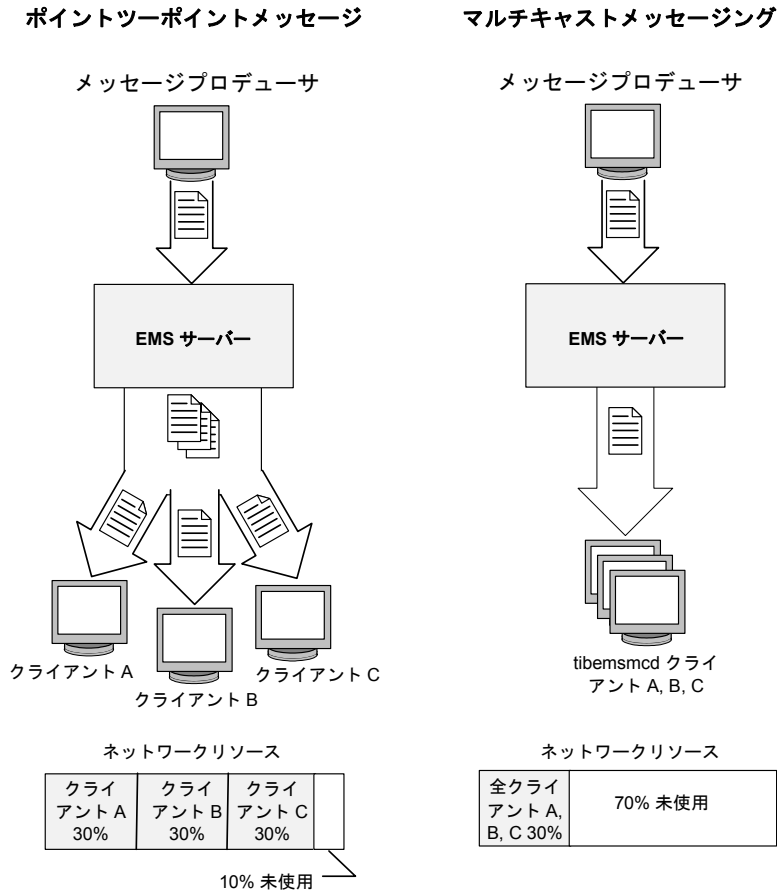 ポイントツーポイントメッセージ
メッセージプロデューサ
EMS サーバー
クライアント A
クライアント B
クライアント C
ネットワークリソース
クライ
アント A
30%
クライ
アント B
30%
クライ
アント C
30%
10% 未使用
マルチキャストメッセージング
メッセージプロデューサ
EMS サーバー
tibemsmcd クライ
アント A, B, C
ネットワークリソース
全クライ
アント A,
B, C 30%
70% 未使用